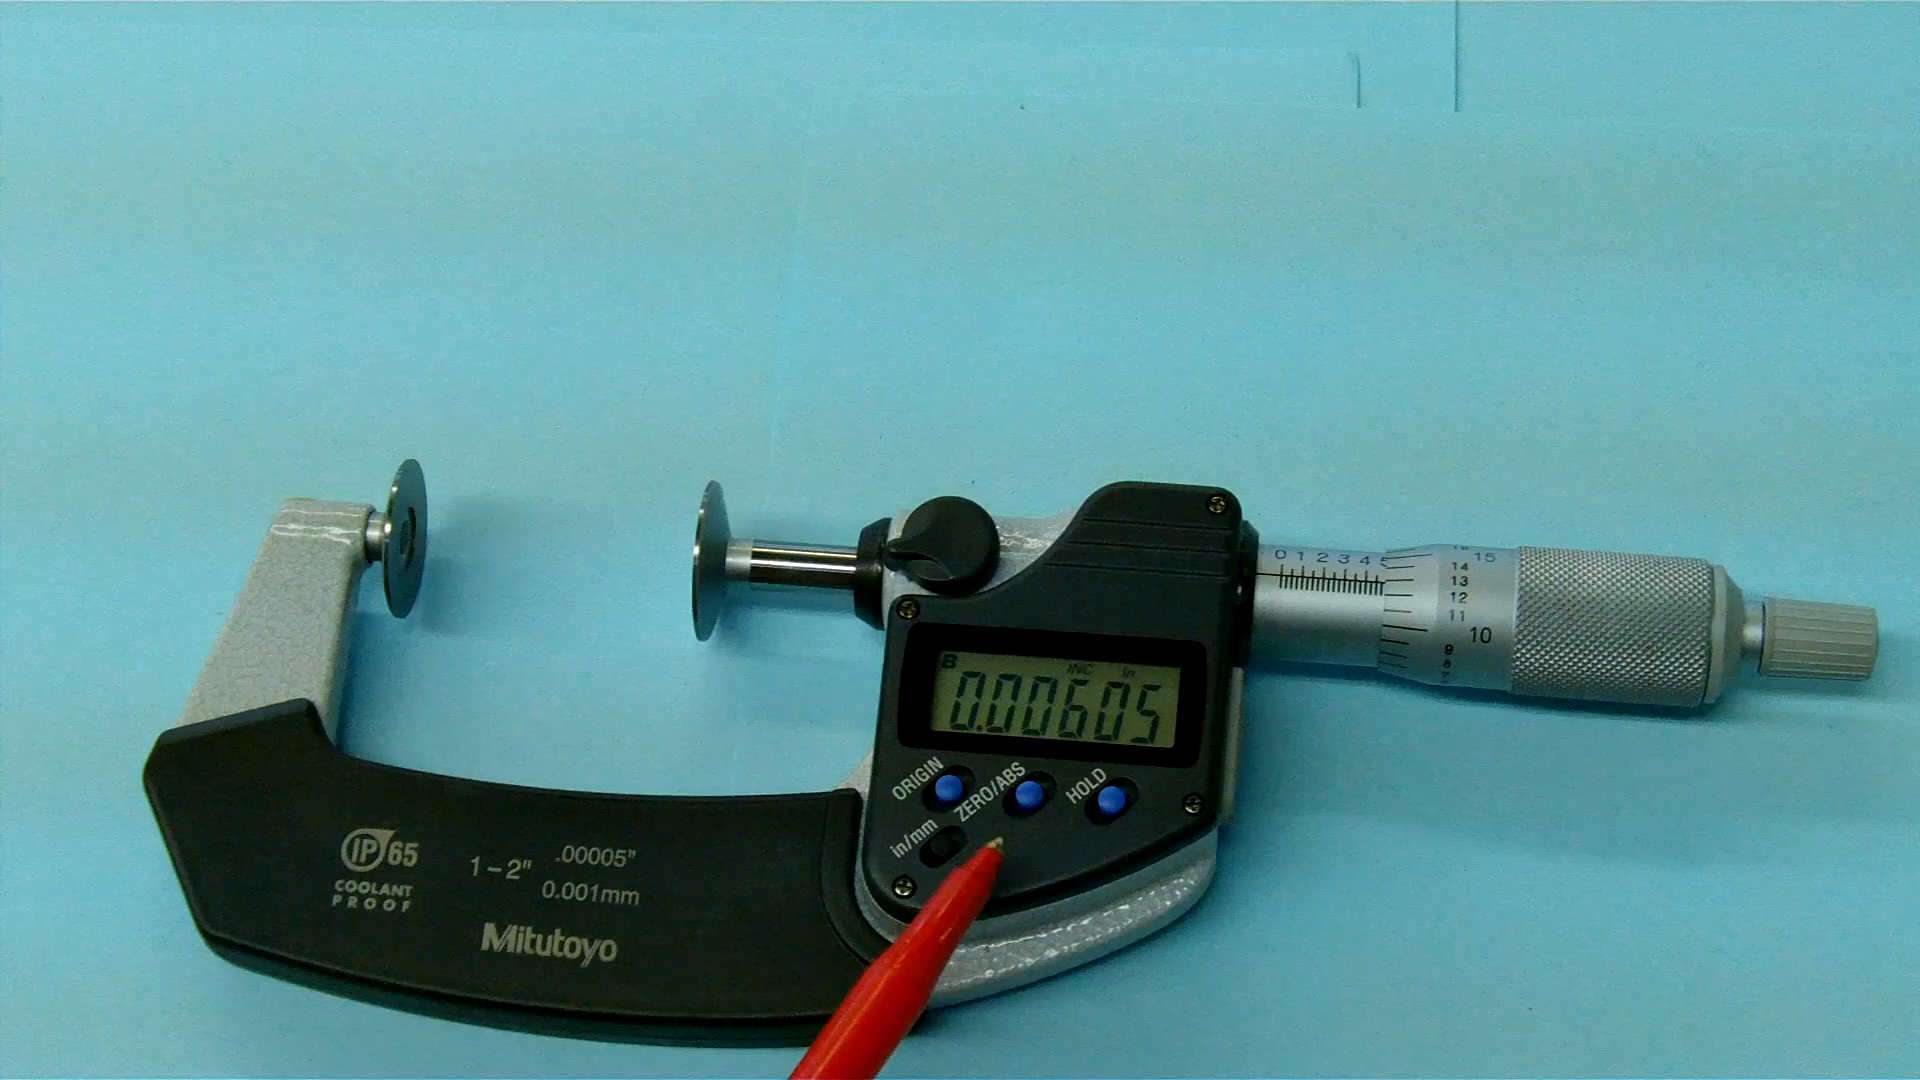 0 1 2 3 4 5
15
14
13
12
11
10
9
8
7
B INC in
0.00605
ORIGIN ZERO/ABS HOLD
in/mm
IP65
COOLANT
PROOF
1-2"
.00005"
0.001mm
Mitutoyo